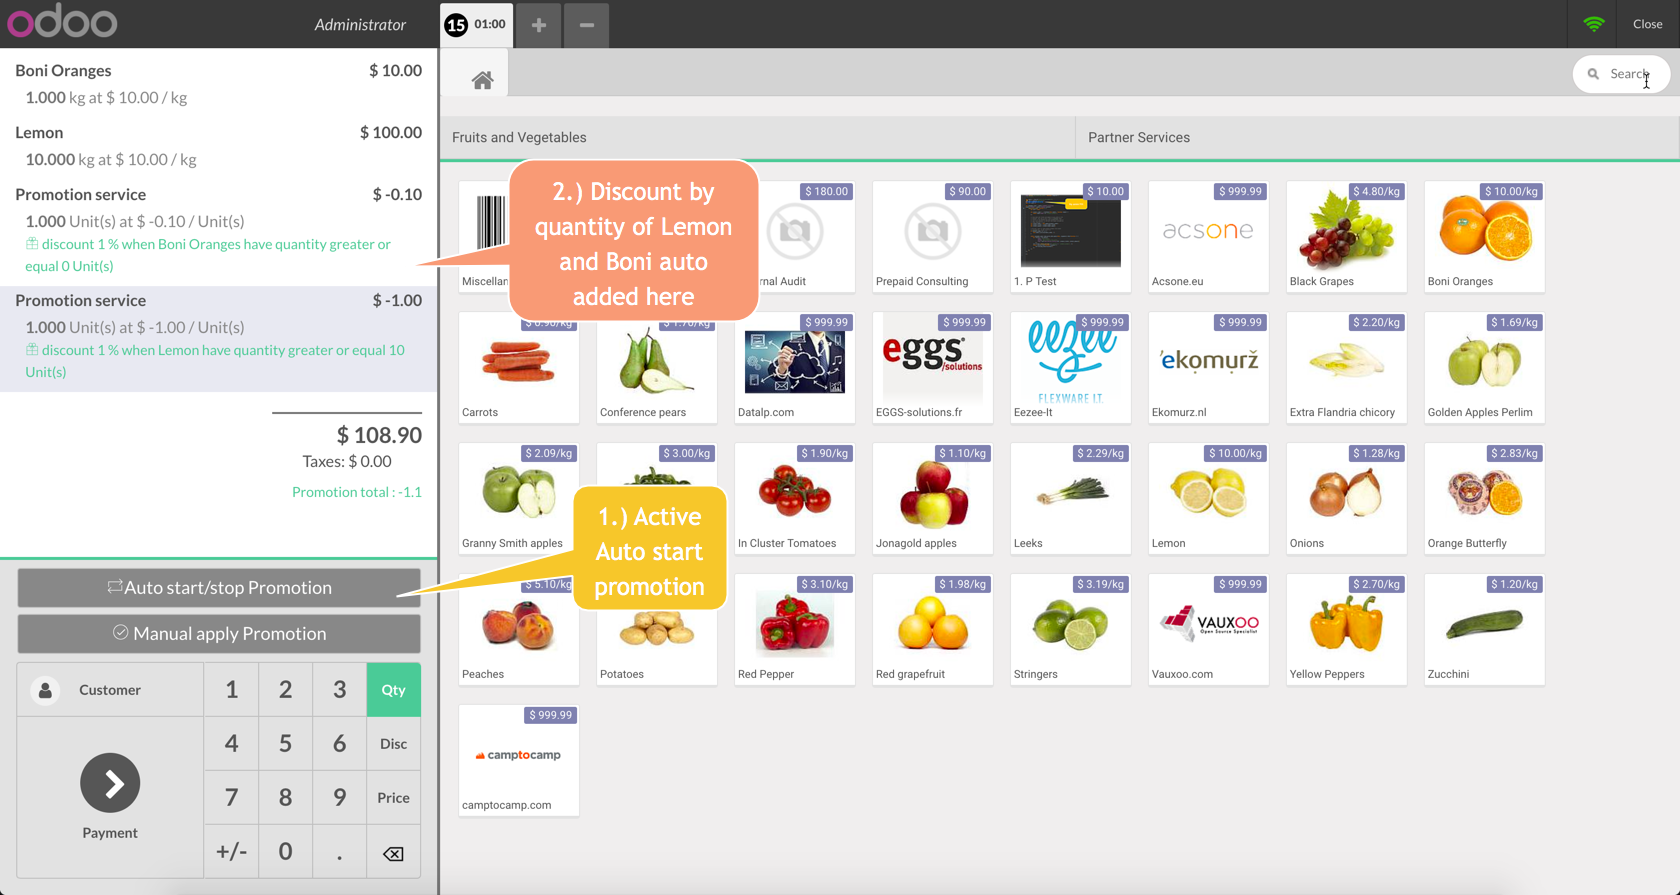 odoo
Administrator
15 01:00
Close
Search
Boni Oranges $ 10.00
1.000 kg at $ 10.00 / kg
Lemon $ 100.00
10.000 kg at $ 10.00 / kg
Promotion service $ -0.10
1.000 Unit(s) at $ -0.10 / Unit(s)
discount 1 % when Boni Oranges have quantity greater or
equal 0 Unit(s)
Promotion service $ -1.00
1.000 Unit(s) at $ -1.00 / Unit(s)
discount 1 % when Lemon have quantity greater or equal 10
Unit(s)
$ 108.90
Taxes: $ 0.00
Promotion total : -1.1
Auto start/stop Promotion
Manual apply Promotion
Customer
Payment
1 2 3 Qty
4 5 6 Disc
7 8 9 Price
+/- 0 .
Fruits and Vegetables
Partner Services
2.) Discount by
quantity of Lemon
and Boni auto
added here
1.) Active
Auto start
promotion
$ 180.00
$ 90.00
$ 10.00
$ 999.99
acsone
$ 4.80/kg
$ 10.00/kg
Miscellan
rnal Audit
Prepaid Consulting
1. P Test
Acsone.eu
Black Grapes
Boni Oranges
$ 999.99
$ 999.99
eggs
/solutions
$ 999.99
eezee
FLEXWARE I.T.
$ 999.99
ekomurž
$ 2.20/kg
$ 1.69/kg
Carrots
Conference pears
Datalp.com
EGGS-solutions.fr
Eezee-It
Ekomurz.nl
Extra Flandria chicory
Golden Apples Perlim
$ 2.09/kg
$ 3.00/kg
$ 1.90/kg
$ 1.10/kg
$ 2.29/kg
$ 10.00/kg
$ 1.28/kg
$ 2.83/kg
Granny Smith apples
In Cluster Tomatoes
Jonagold apples
Leeks
Lemon
Onions
Orange Butterfly
$ 5.10/kg
$ 3.10/kg
$ 1.98/kg
$ 3.19/kg
$ 999.99
VAUXOO
Open Source Specialist
$ 2.70/kg
$ 1.20/kg
Peaches
Potatoes
Red Pepper
Red grapefruit
Stringers
Vauxoo.com
Yellow Peppers
Zucchini
$ 999.99
camptocamp
camptocamp.com